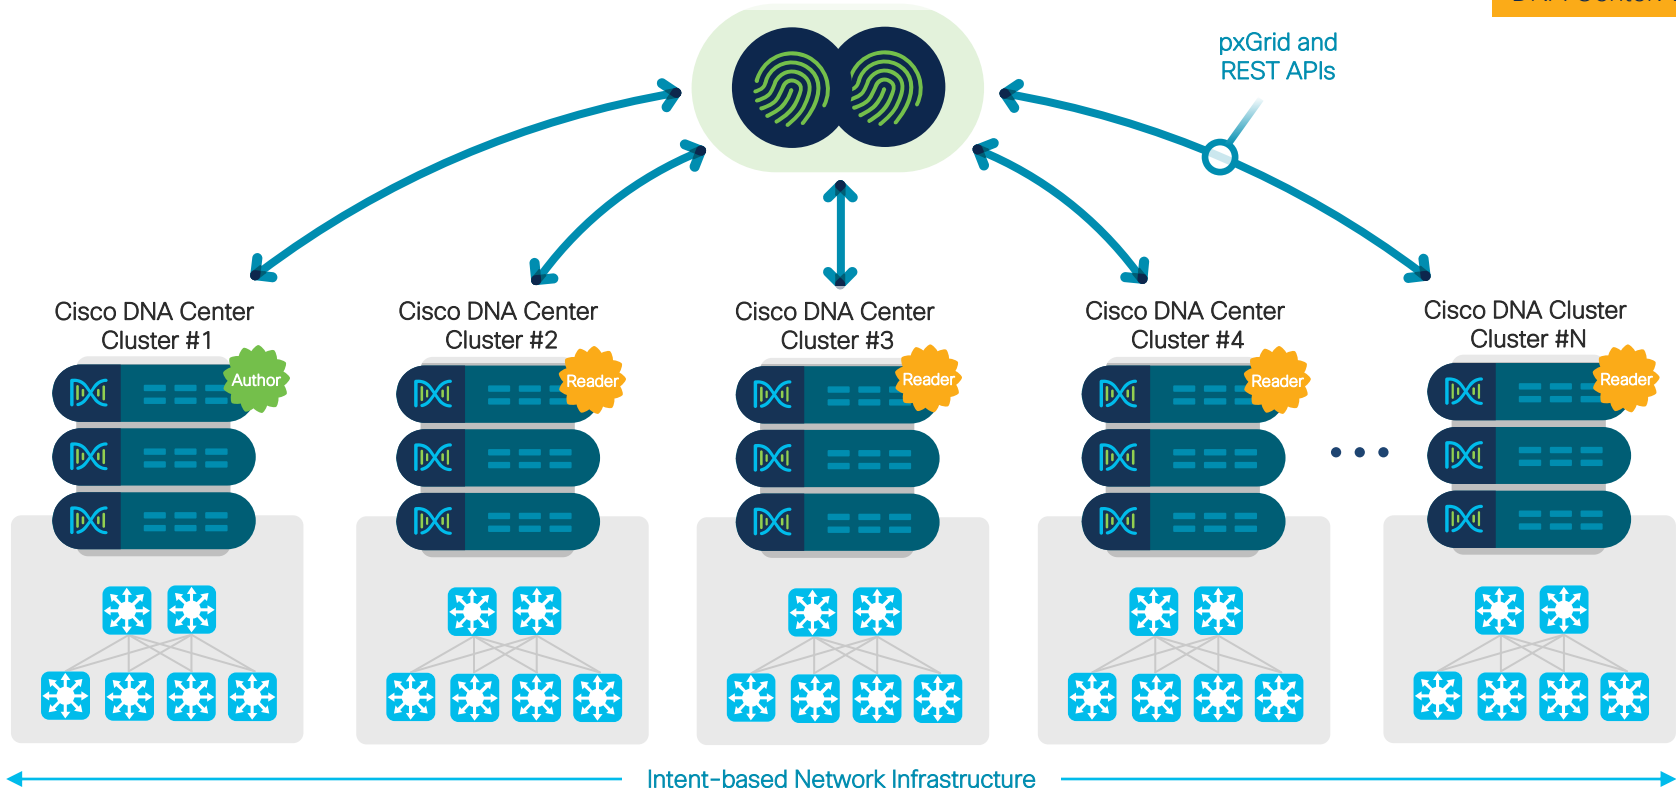 pxGrid and
REST APIs
Cisco DNA Center
Cluster #1
Cisco DNA Center
Cluster #2
Cisco DNA Center
Cluster #3
Cisco DNA Center
Cluster #4
Cisco DNA Cluster
Cluster #N
Author
Reader
Reader
Reader
Reader
Intent-based Network Infrastructure